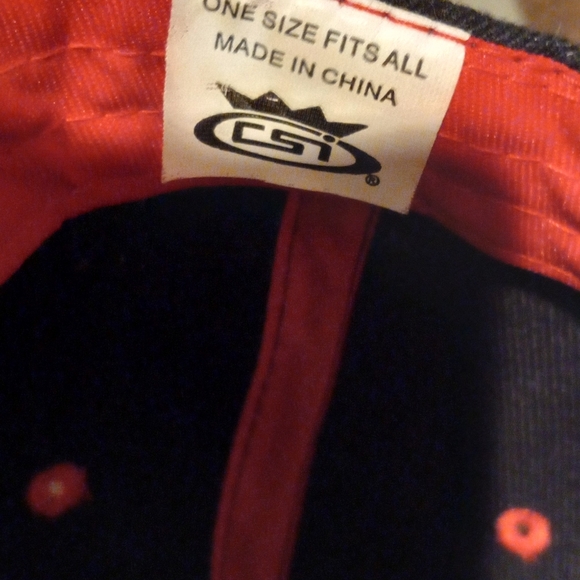 ONE SIZE FITS ALL
MADE IN CHINA
CSi
®